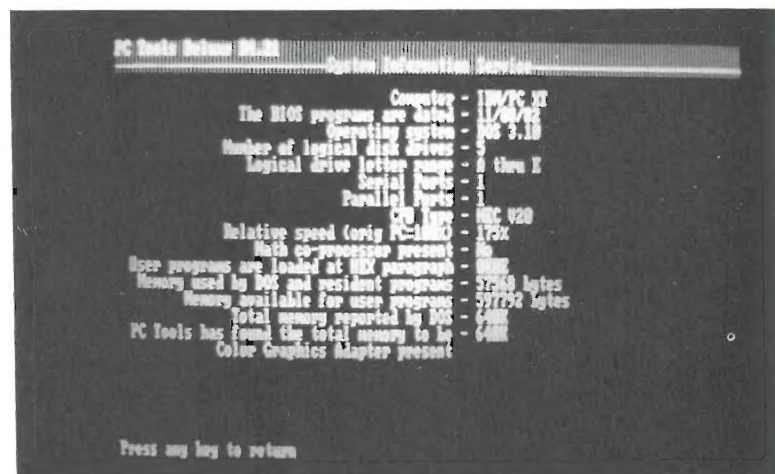 PC Tools Deluxe R4.21
System Information Service
Computer - IBM/PC XT
The BIOS programs are dated - 11/08/82
Operating system - DOS 3.10
Number of logical disk drives - 5
Logical drive letter range - A thru E
Serial Ports - 1
Parallel Ports - 1
CPU Type - NEC V20
Relative speed (orig PC=100%) - 175%
Math co-processor present - No
User programs are loaded at HEX paragraph -
Memory used by DOS and resident programs - 57568 bytes
Memory available for user programs - 597792 bytes
Total memory reported by DOS - 640K
PC Tools has found the total memory to be - 640K
Color Graphics Adapter present
Press any key to return